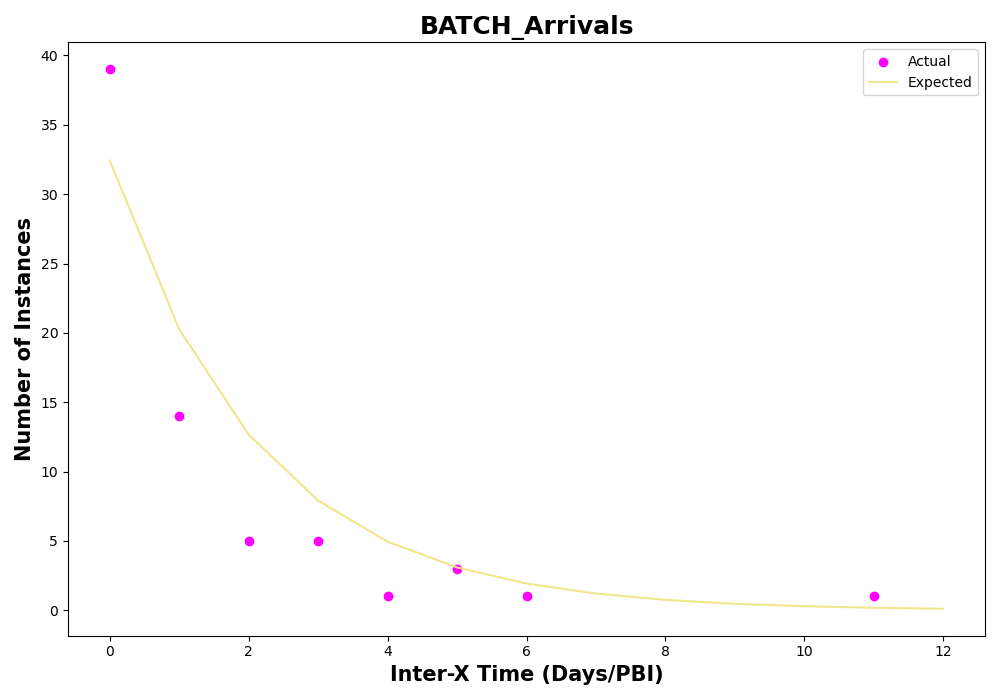 BATCH_Arrivals
Actual
Expected
Number of Instances
40
35
30
25
20
15
10
5
0
0 2 4 6 8 10 12
Inter-X Time (Days/PBI)